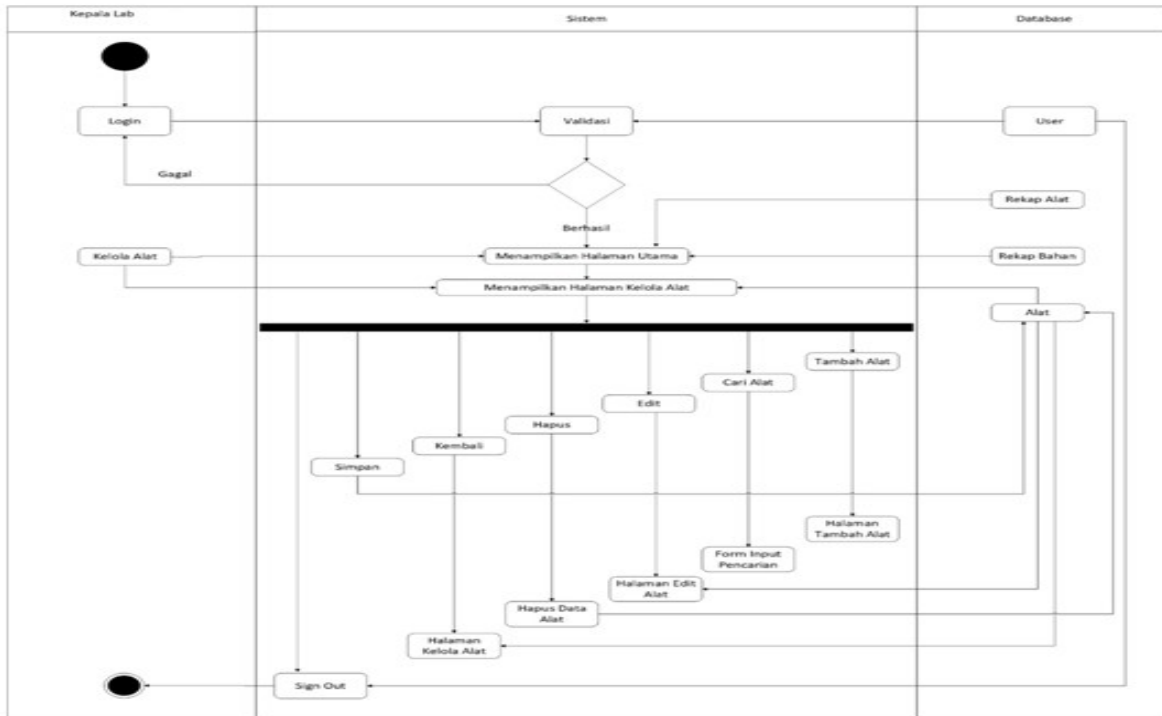 Kepala Lab
Sistem
Database
Login
Validasi
User
Gagal
Rekap Alat
Berhasil
Kelola Alat
Menampilkan Halaman Utama
Rekap Bahan
Menampilkan Halaman Kelola Alat
Alat
Tambah Alat
Cari Alat
Edit
Hapus
Kembali
Simpan
Halaman
Tambah Alat
Form Input
Pencarian
Halaman Edit
Alat
Hapus Data
Alat
Halaman
Kelola Alat
Sign Out